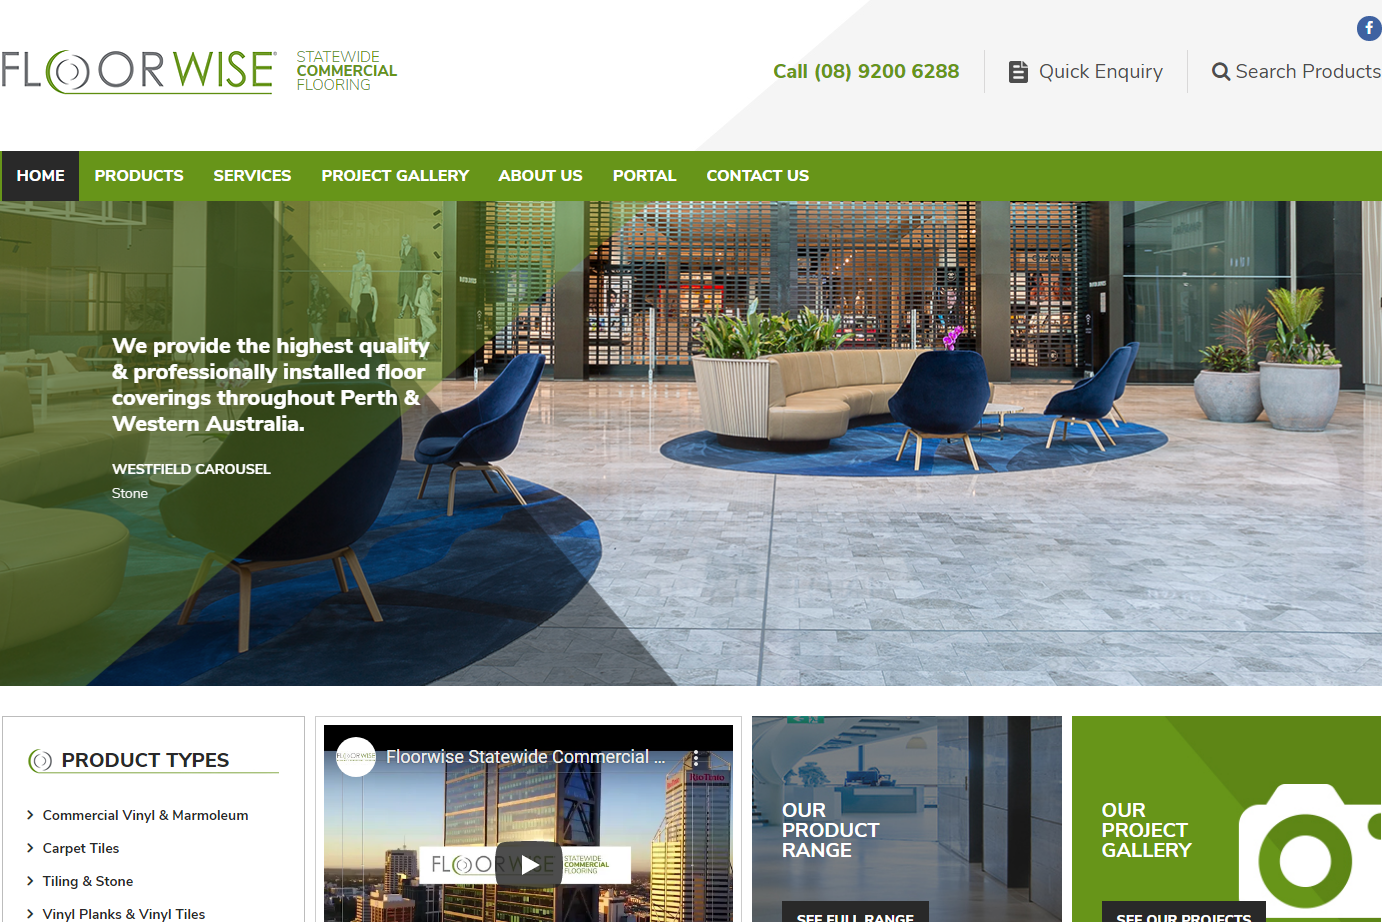 FLOORWISE
STATEWIDE
COMMERCIAL
FLOORING
Call (08) 9200 6288
Quick Enquiry
Search Products
HOME
PRODUCTS
SERVICES
PROJECT GALLERY
ABOUT US
PORTAL
CONTACT US
We provide the highest quality
& professionally installed floor
coverings throughout Perth &
Western Australia.
WESTFIELD CAROUSEL
Stone
PRODUCT TYPES
Commercial Vinyl & Marmoleum
Carpet Tiles
Tiling & Stone
Vinyl Planks & Vinyl Tiles
FLOORWISE
Floorwise Statewide Commercial ...
RioTinto
FLOORWISE
STATEWIDE
COMMERCIAL
FLOORING
OUR
PRODUCT
RANGE
SEE FULL RANGE
OUR
PROJECT
GALLERY
SEE OUR PROJECTS